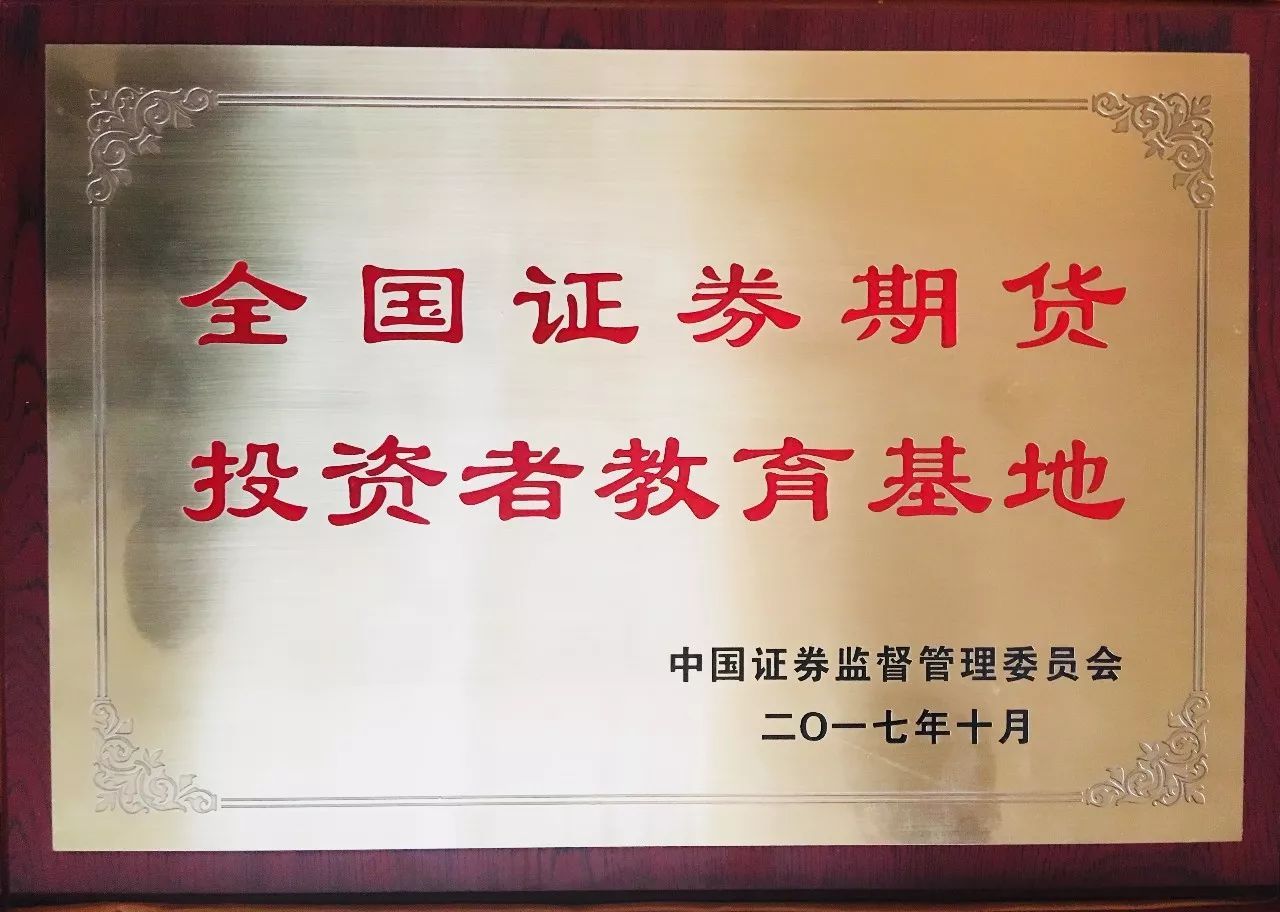 全国证券期货
投资者教育基地
中国证券监督管理委员会
二〇一七年十月